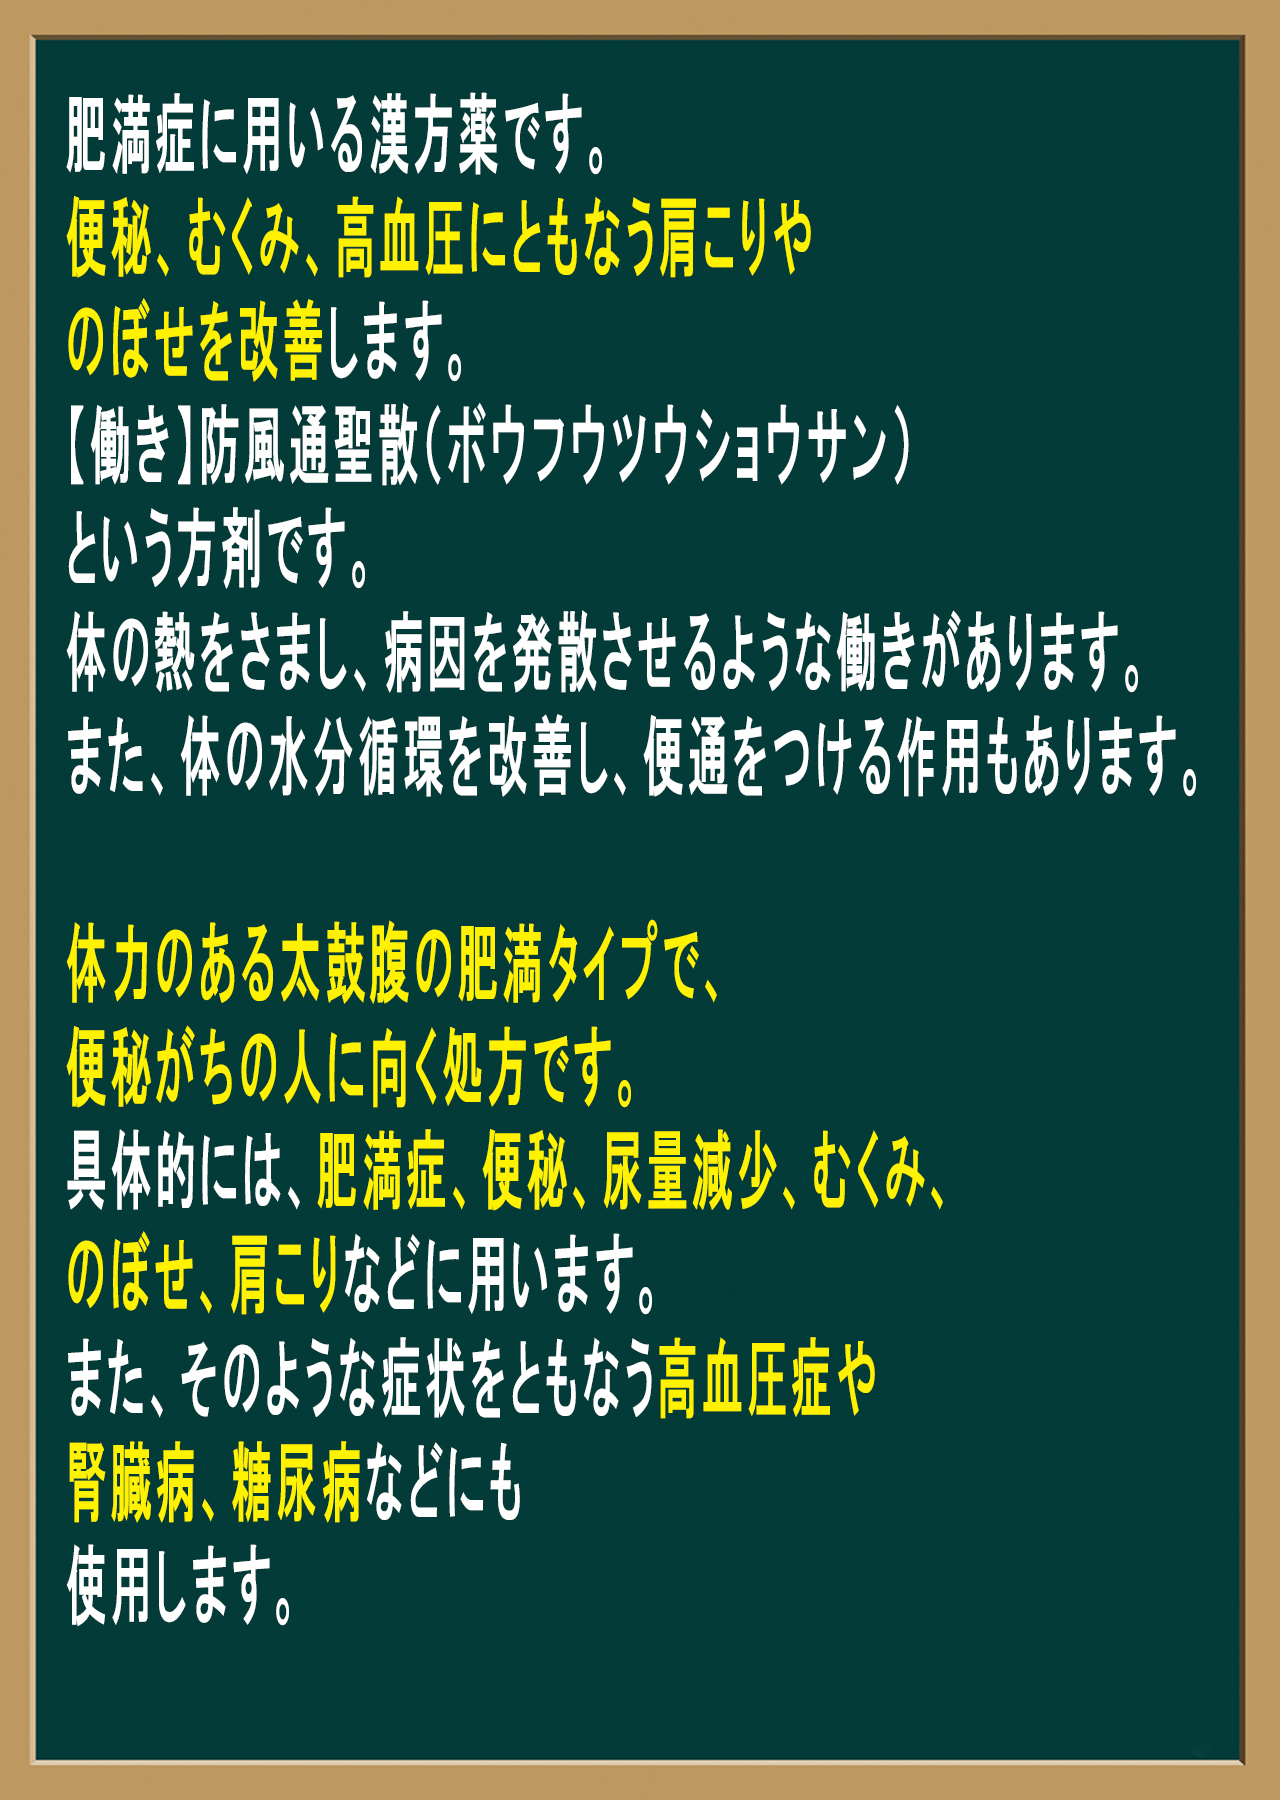 肥満症に用いる漢方薬です。
便秘、むくみ、高血圧にともなう肩こりや
のぼせを改善します。
【働き】防風通聖散(ボウフウツウショウサン)
という方剤です。
体の熱をさまし、病因を発散させるような働きがあります。
また、体の水分循環を改善し、便通をつける作用もあります。
体力のある太鼓腹の肥満タイプで、
便秘がちの人に向く処方です。
具体的には、肥満症、便秘、尿量減少、むくみ、
のぼせ、肩こりなどに用います。
また、そのような症状をともなう高血圧症や
腎臓病、糖尿病などにも
使用します。